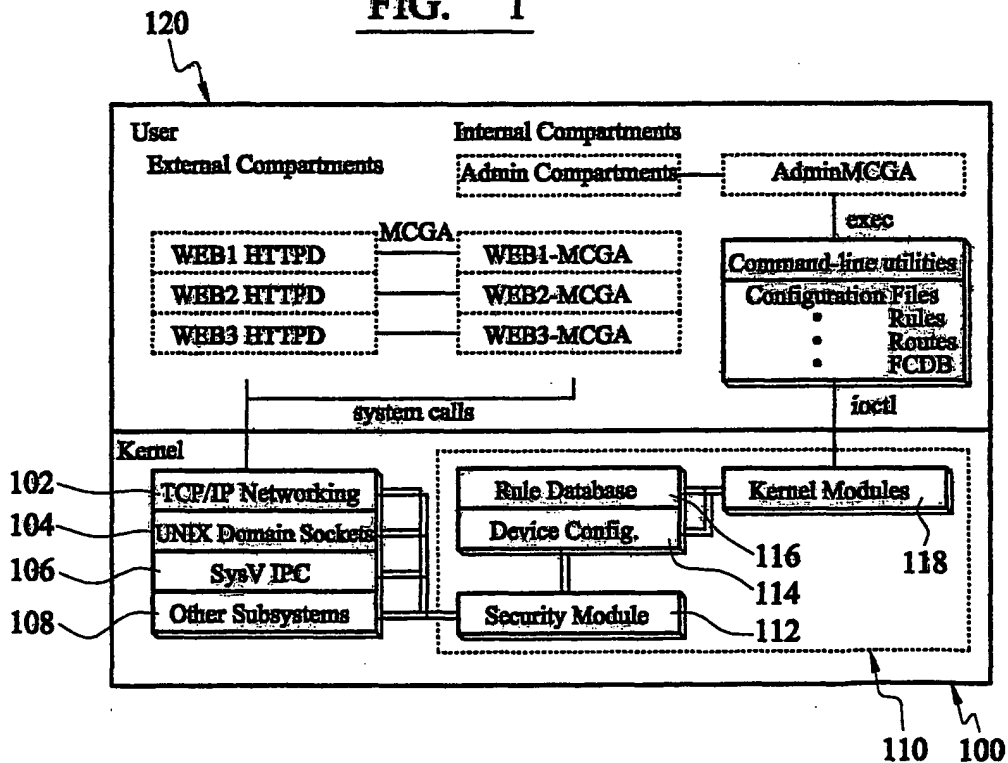 FIG. 1
120
User
External Compartments
Internal Compartments
Admin Compartments
AdminMCGA
exec
MCGA
WEB1 HTTPD
WEB1-MCGA
WEB2 HTTPD
WEB2-MCGA
WEB3 HTTPD
WEB3-MCGA
Command-line utilities
Configuration Files
• Rules
• Routes
• FCDB
system calls
ioctl
Kernel
102
TCP/IP Networking
104
UNIX Domain Sockets
106
SysV IPC
108
Other Subsystems
Rule Database
Device Config.
Security Module
Kernel Modules
116
118
114
112
110
100